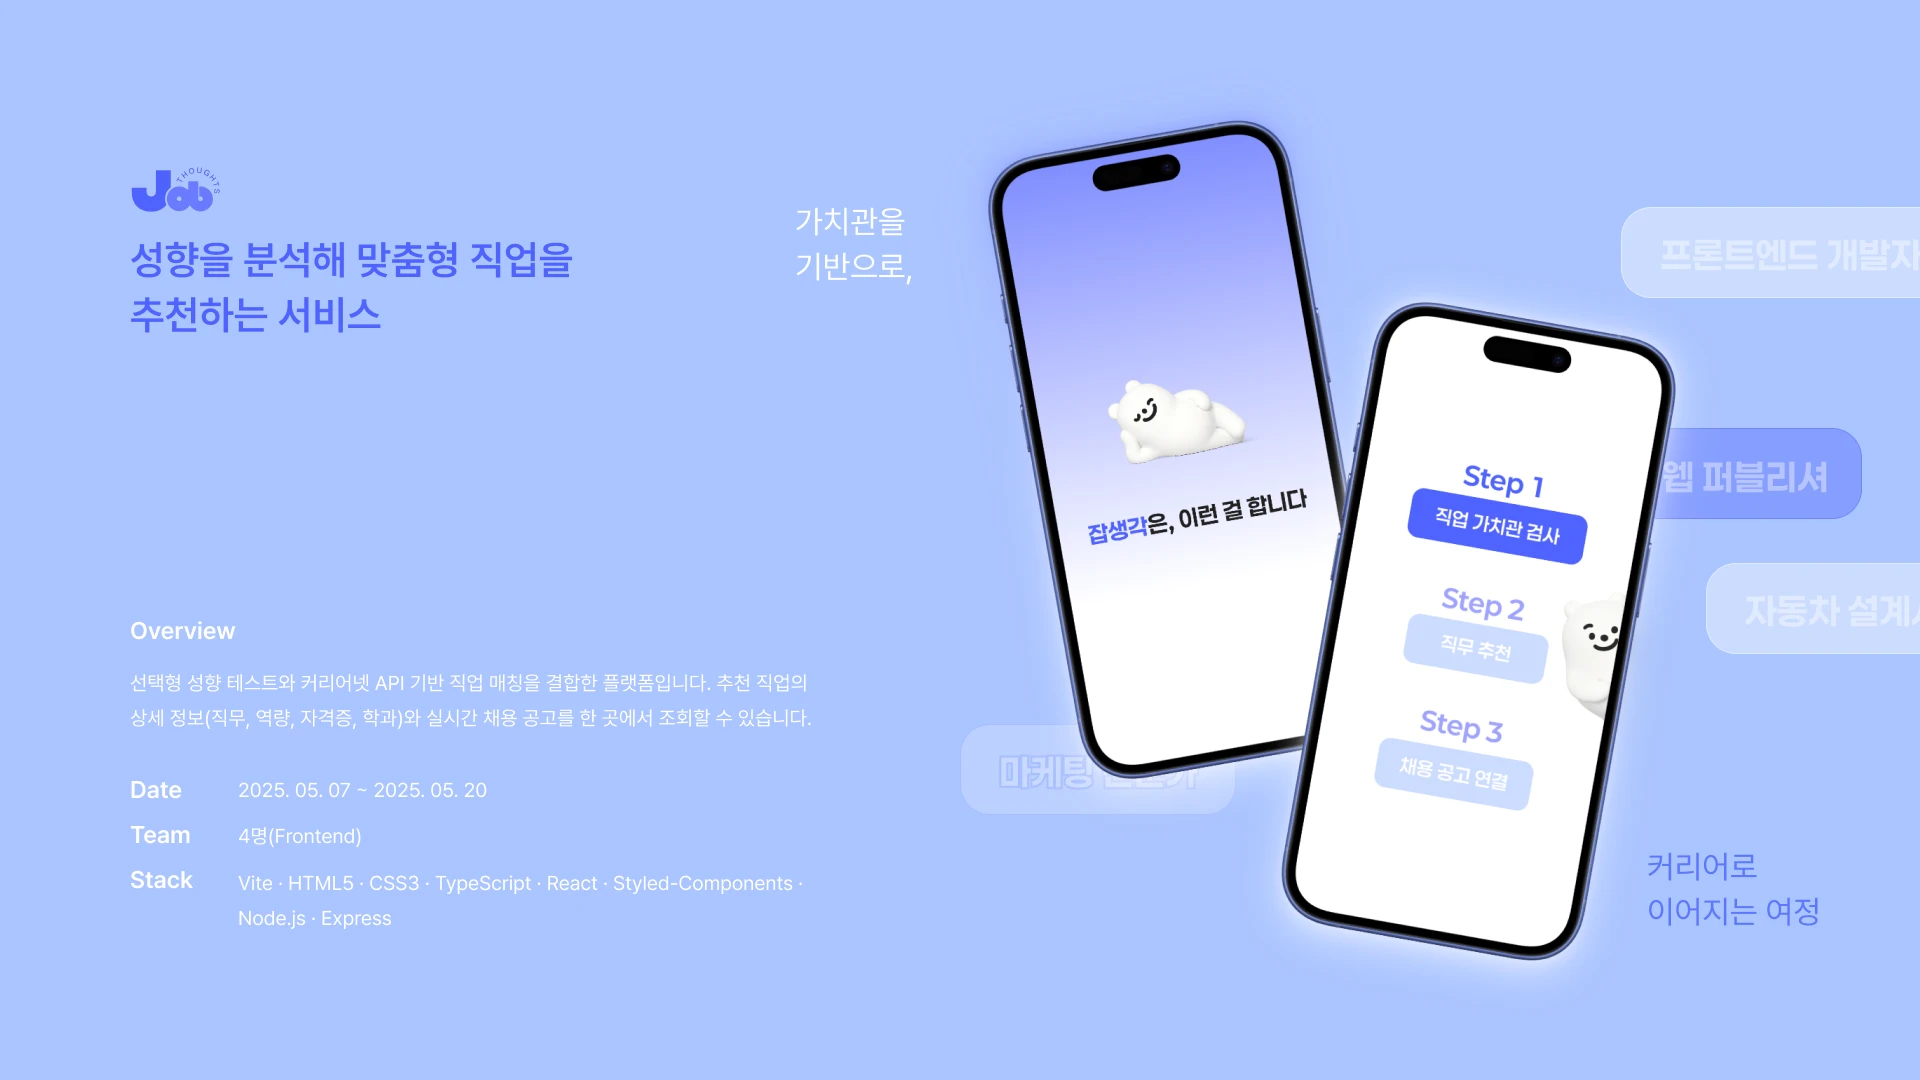 Job THOUGHTS
성향을 분석해 맞춤형 직업을
추천하는 서비스
가치관을
기반으로,
Overview
선택형 성향 테스트와 커리어넷 API 기반 직업 매칭을 결합한 플랫폼입니다. 추천 직업의
상세 정보(직무, 역량, 자격증, 학과)와 실시간 채용 공고를 한 곳에서 조회할 수 있습니다.
Date 2025. 05. 07 ~ 2025. 05. 20
Team 4명(Frontend)
Stack Vite · HTML5 · CSS3 · TypeScript · React · Styled-Components ·
Node.js · Express
잡생각은, 이런 걸 합니다
Step 1
직업 가치관 검사
Step 2
직무 추천
Step 3
채용 공고 연결
프론트엔드 개발자
웹 퍼블리셔
자동차 설계
마케팅
커리어로
이어지는 여정